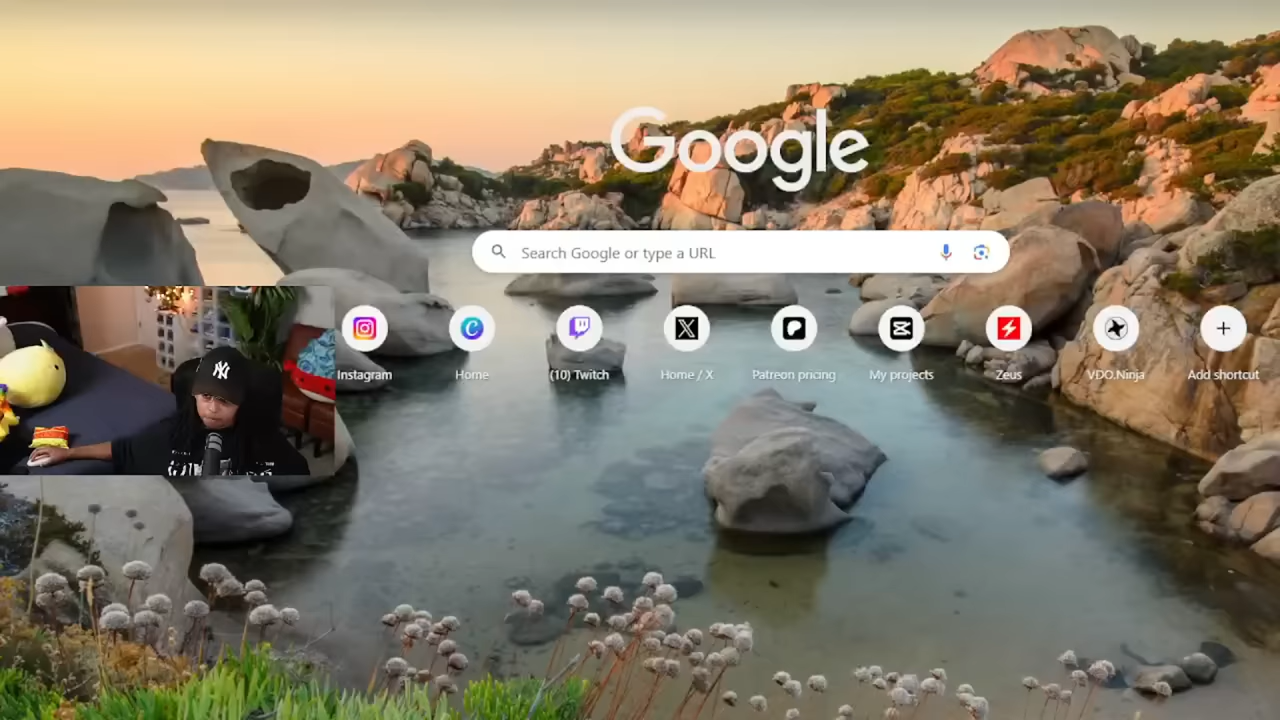 Google
Search Google or type a URL
Instagram
Home
(10) Twitch
Home / X
Patreon pricing
My projects
Zeus
VDO.Ninja
Add shortcut